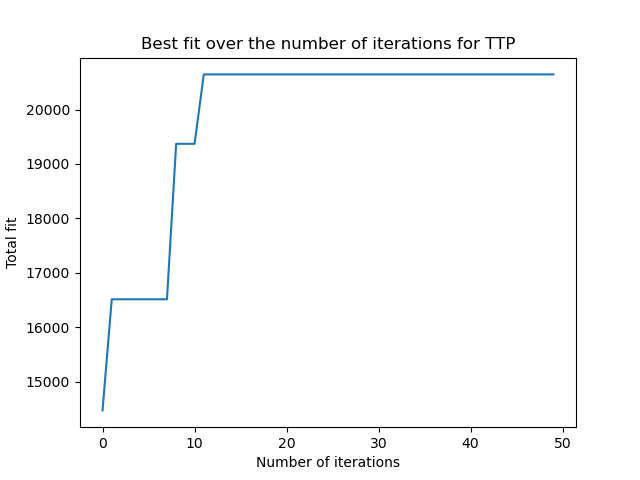 Best fit over the number of iterations for TTP
20000
19000
18000
17000
16000
15000
Total fit
0 10 20 30 40 50
Number of iterations